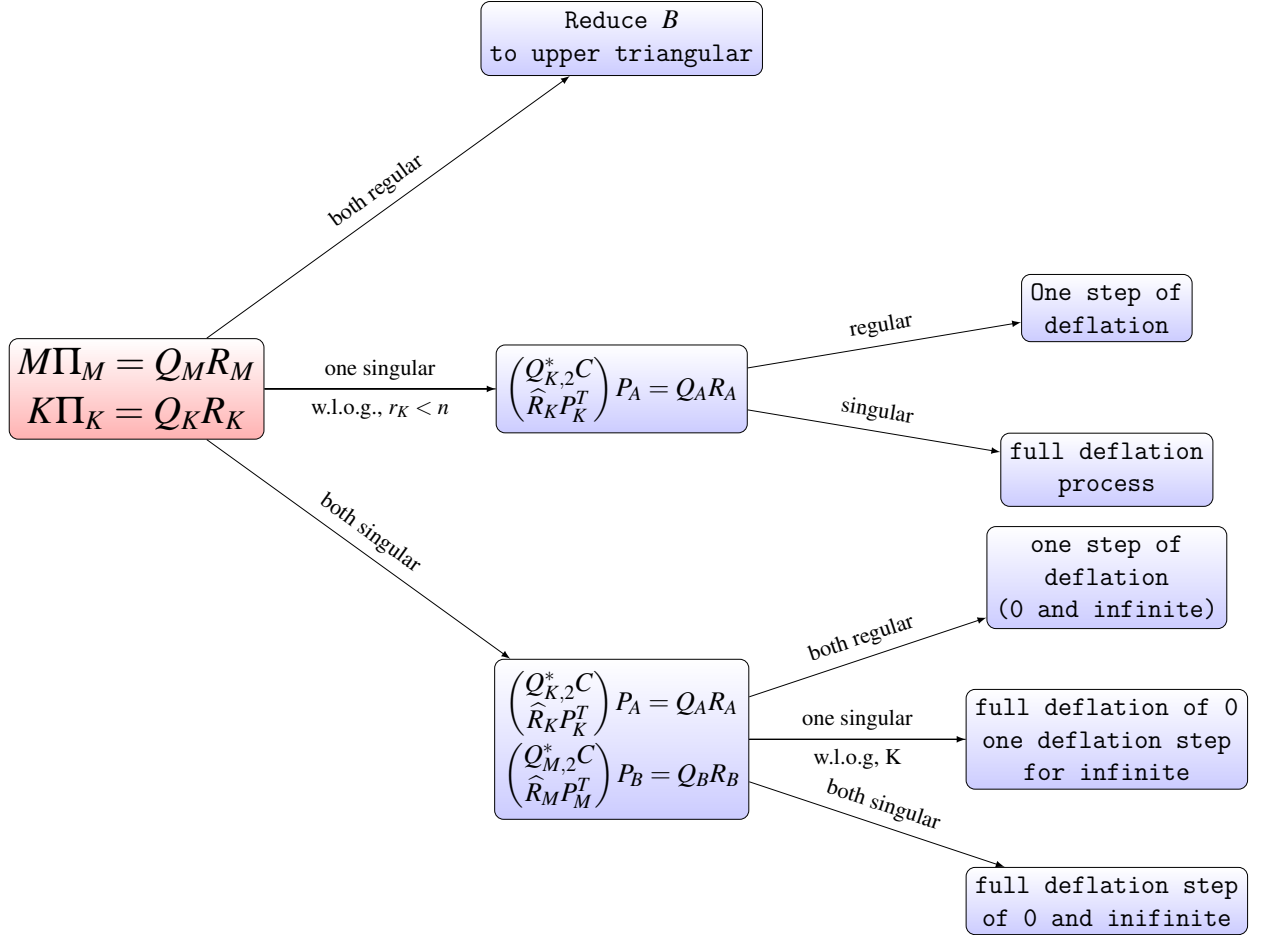 Reduce B
to upper triangular
both regular
MΠ_M = Q_M R_M
KΠ_K = Q_K R_K
one singular
w.l.o.g., r_K < n
(Q^*_{K,2}C
R̂_K P^T_K) P_A = Q_A R_A
regular
One step of
deflation
singular
full deflation
process
both singular
(Q^*_{K,2}C
R̂_K P^T_K) P_A = Q_A R_A
(Q^*_{M,2}C
R̂_M P^T_M) P_B = Q_B R_B
both regular
one step of
deflation
(0 and infinite)
one singular
w.l.o.g, K
full deflation of 0
one deflation step
for infinite
both singular
full deflation step
of 0 and inifinite